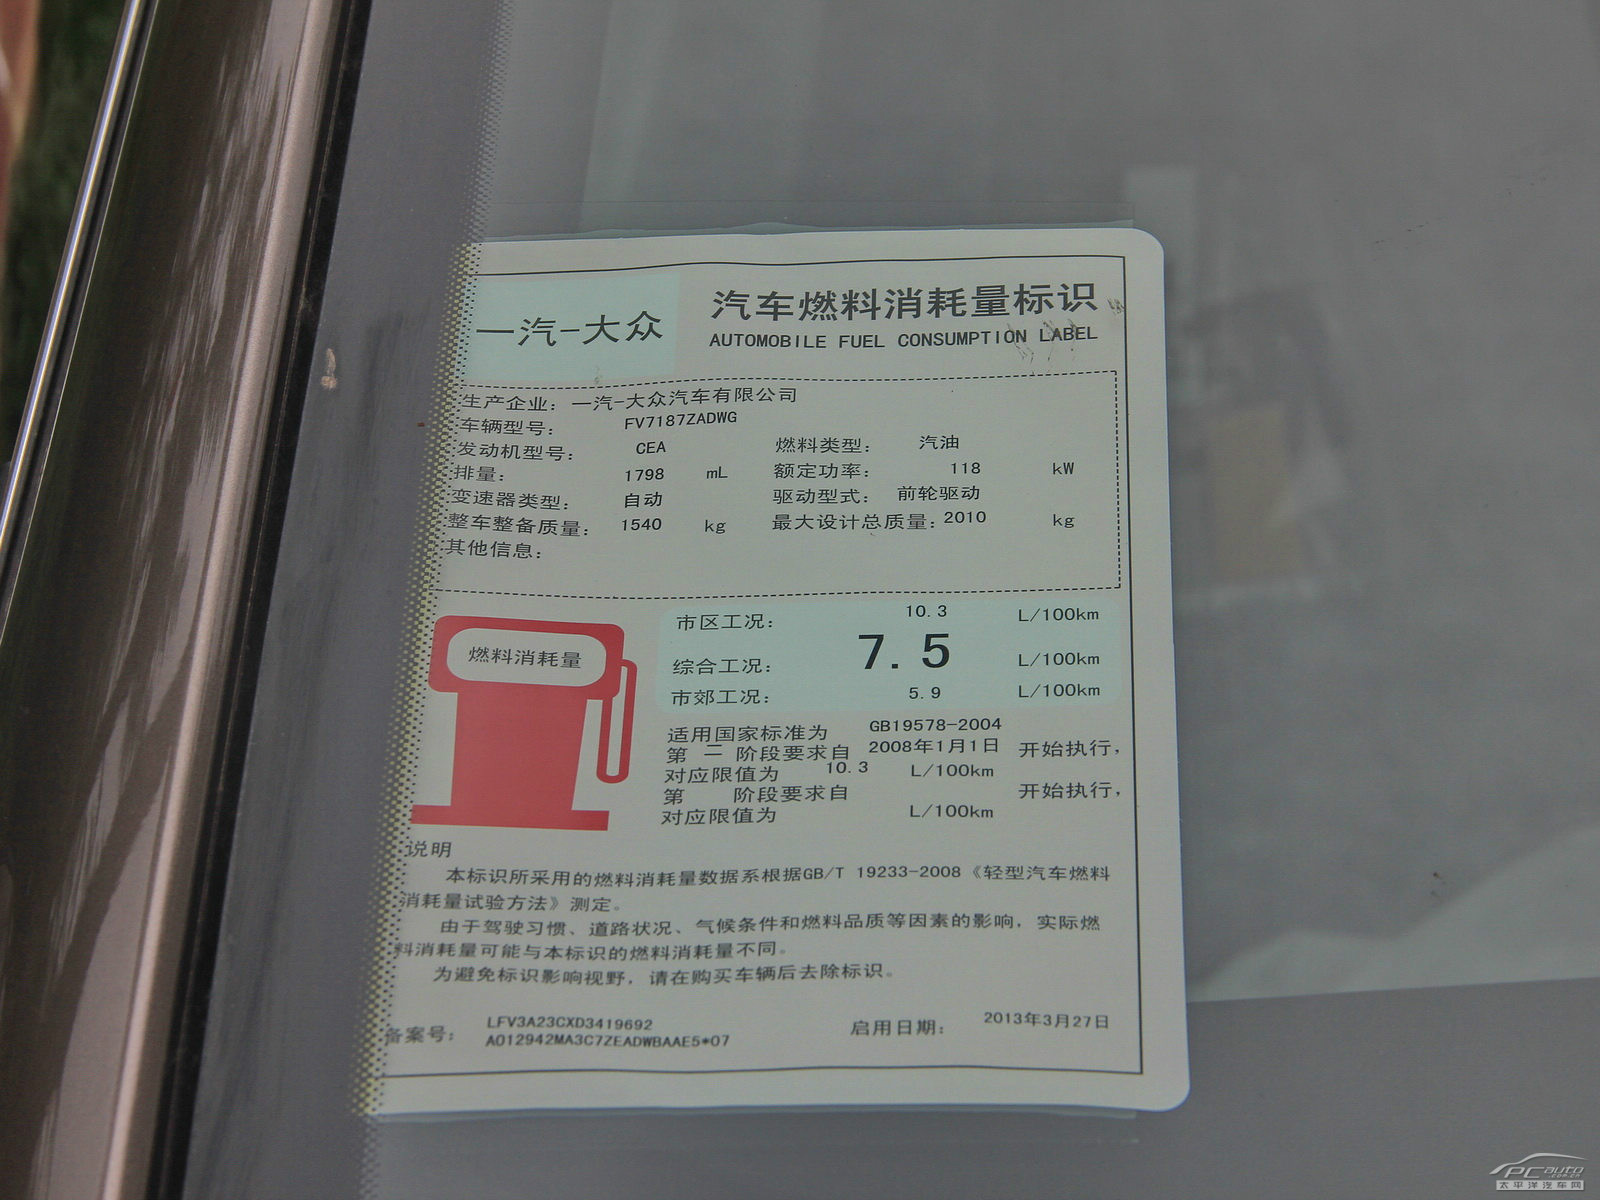 一汽-大众
汽车燃料消耗量标识
AUTOMOBILE FUEL CONSUMPTION LABEL
生产企业: 一汽-大众汽车有限公司
车辆型号: FV7187ZADWG
发动机型号: CEA 燃料类型: 汽油
排量: 1798 mL 额定功率: 118 kW
变速器类型: 自动 驱动型式: 前轮驱动
整车整备质量: 1540 kg 最大设计总质量: 2010 kg
其他信息:
燃料消耗量
市区工况: 10.3 L/100km
综合工况: 7.5 L/100km
市郊工况: 5.9 L/100km
适用国家标准为 GB19578-2004
第 二 阶段要求自 2008年1月1日 开始执行,
对应限值为 10.3 L/100km
第 阶段要求自 开始执行,
对应限值为 L/100km
说明
本标识所采用的燃料消耗量数据系根据GB/T 19233-2008《轻型汽车燃料
消耗量试验方法》测定。
由于驾驶习惯、道路状况、气候条件和燃料品质等因素的影响, 实际燃
料消耗量可能与本标识的燃料消耗量不同。
为避免标识影响视野, 请在购买车辆后去除标识。
备案号: LFV3A23CXD3419692
A012942MA3C7ZEADWBAAE5*07
启用日期: 2013年3月27日
PCauto
.com.cn
太平洋汽车网